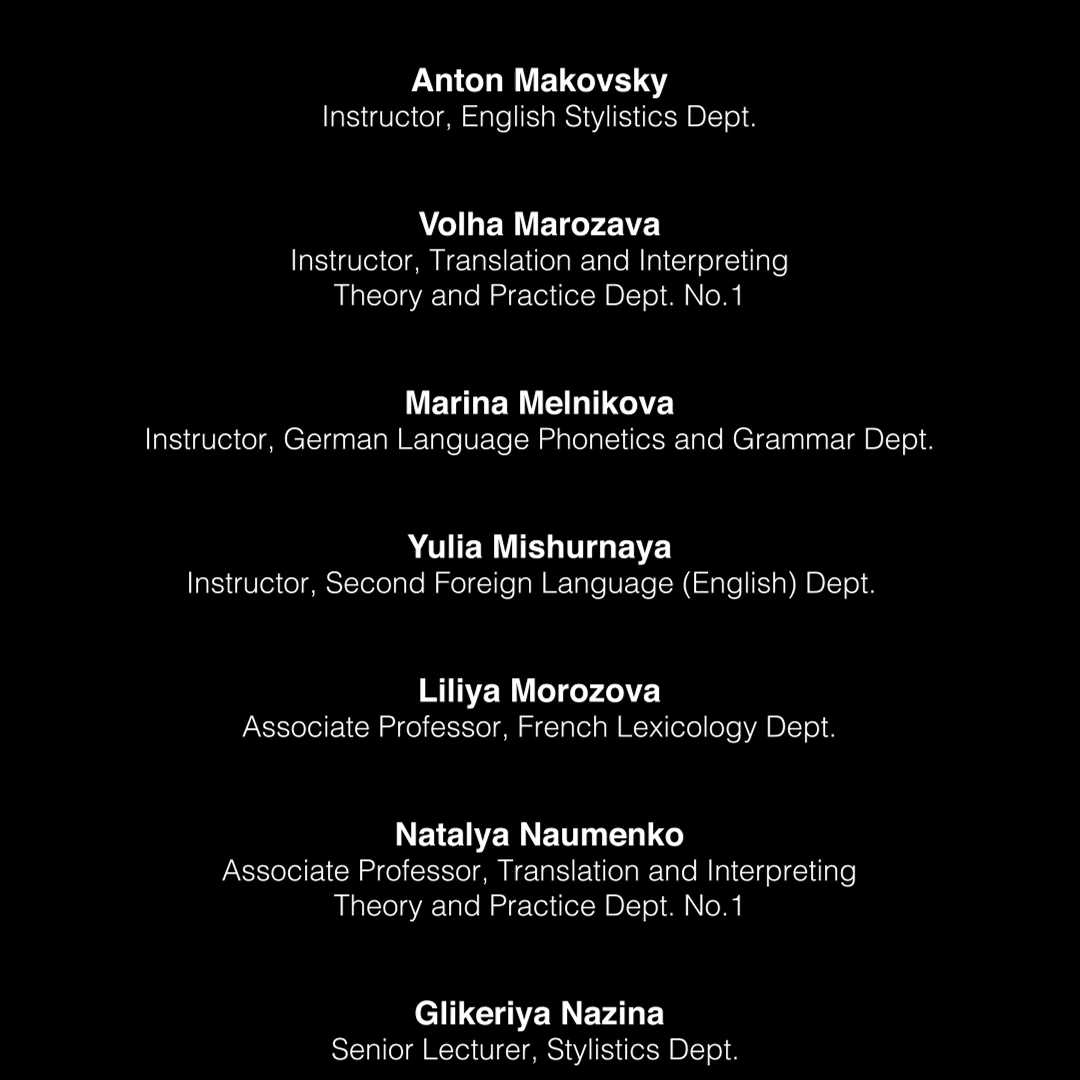 Anton Makovsky
Instructor, English Stylistics Dept.
Volha Marozava
Instructor, Translation and Interpreting
Theory and Practice Dept. No.1
Marina Melnikova
Instructor, German Language Phonetics and Grammar Dept.
Yulia Mishurnaya
Instructor, Second Foreign Language (English) Dept.
Liliya Morozova
Associate Professor, French Lexicology Dept.
Natalya Naumenko
Associate Professor, Translation and Interpreting
Theory and Practice Dept. No.1
Glikeriya Nazina
Senior Lecturer, Stylistics Dept.